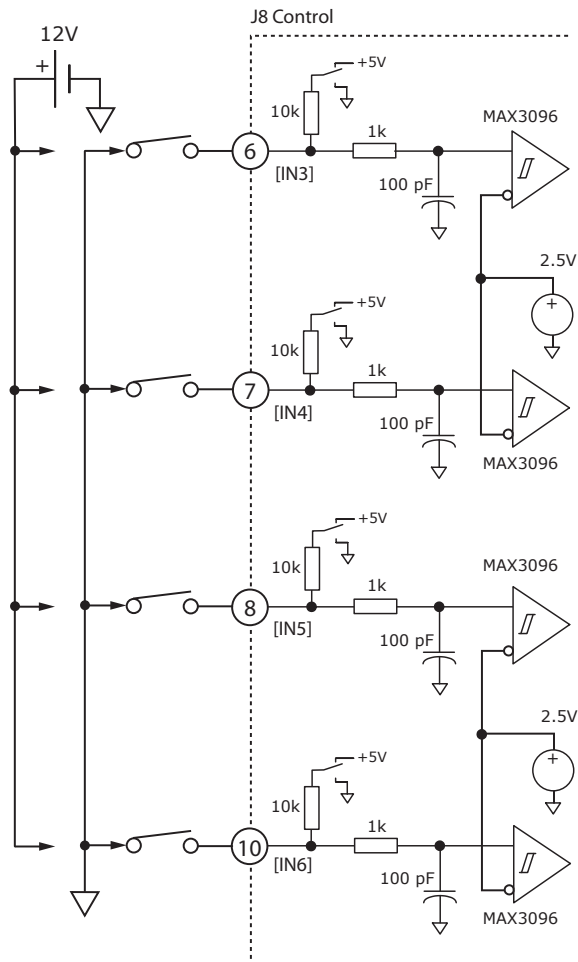 J8 Control
12V
+
+5V
10k
1k
MAX3096
6
[IN3]
100 pF
2.5V
+
+5V
10k
1k
7
[IN4]
100 pF
MAX3096
+5V
10k
1k
MAX3096
8
[IN5]
100 pF
2.5V
+
+5V
10k
1k
10
[IN6]
100 pF
MAX3096